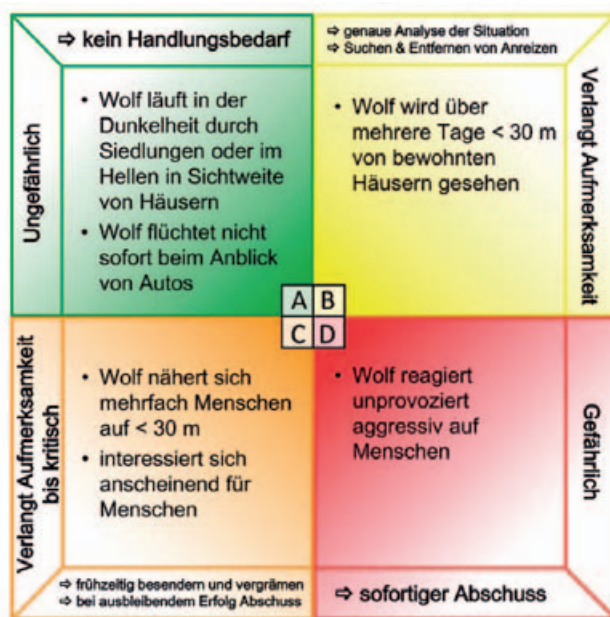 ⇨ kein Handlungsbedarf
Ungefährlich
• Wolf läuft in der
Dunkelheit durch
Siedlungen oder im
Hellen in Sichtweite
von Häusern
• Wolf flüchtet nicht
sofort beim Anblick
von Autos
⇨ genaue Analyse der Situation
⇨ Suchen & Entfernen von Anreizen
• Wolf wird über
mehrere Tage < 30 m
von bewohnten
Häusern gesehen
Verlangt Aufmerksamkeit
A B
C D
Verlangt Aufmerksamkeit
bis kritisch
• Wolf nähert sich
mehrfach Menschen
auf < 30 m
• interessiert sich
anscheinend für
Menschen
⇨ frühzeitig besendern und vergrämen
⇨ bei ausbleibendem Erfolg Abschuss
• Wolf reagiert
unprovoziert
aggressiv auf
Menschen
Gefährlich
⇨ sofortiger Abschuss